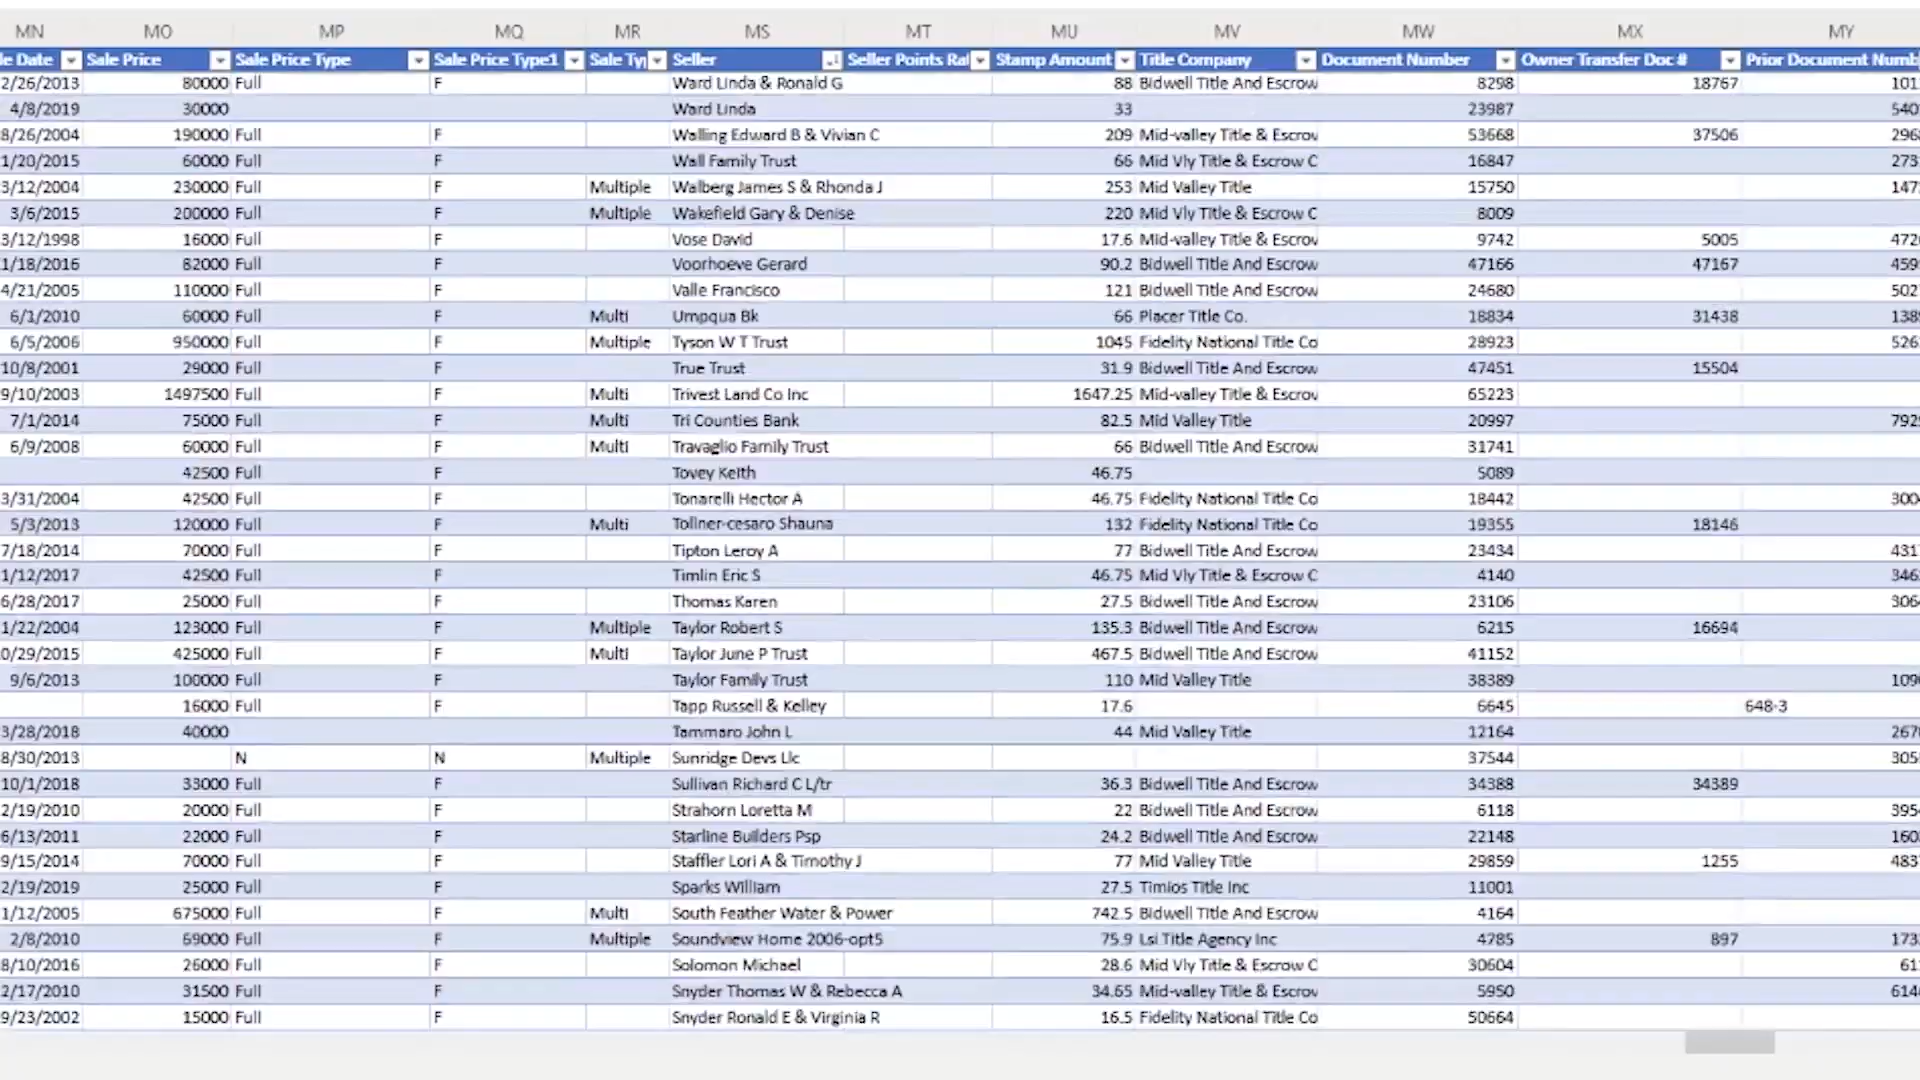 MN MO MP MQ MR MS MT MU MV MW MX MY
le Date Sale Price Sale Price Type Sale Price Type1 Sale Ty Seller Seller Points Ra Stamp Amount Title Company Document Number Owner Transfer Doc # Prior Document Numb
2/26/2013 80000 Full F Ward Linda & Ronald G 88 Bidwell Title And Escrow 8298 18767 101
4/8/2019 30000 Ward Linda 33 23987 540
8/26/2004 190000 Full F Walling Edward B & Vivian C 209 Mid-valley Title & Escrov 53668 37506 296
1/20/2015 60000 Full F Wall Family Trust 66 Mid Vly Title & Escrow C 16847 273
3/12/2004 230000 Full F Multiple Walberg James S & Rhonda J 253 Mid Valley Title 15750 147
3/6/2015 200000 Full F Multiple Wakefield Gary & Denise 220 Mid Vly Title & Escrow C 8009
3/12/1998 16000 Full F Vose David 17.6 Mid-valley Title & Escrov 9742 5005 472
1/18/2016 82000 Full F Voorhoeve Gerard 90.2 Bidwell Title And Escrow 47166 47167 459
4/21/2005 110000 Full F Valle Francisco 121 Bidwell Title And Escrow 24680 502
6/1/2010 60000 Full F Multi Umpqua Bk 66 Placer Title Co. 18834 31438 138
6/5/2006 950000 Full F Multiple Tyson W T Trust 1045 Fidelity National Title Co 28923 526
10/8/2001 29000 Full F True Trust 31.9 Bidwell Title And Escrow 47451 15504
9/10/2003 1497500 Full F Multi Trivest Land Co Inc 1647.25 Mid-valley Title & Escrov 65223
7/1/2014 75000 Full F Multi Tri Counties Bank 82.5 Mid Valley Title 20997 792
6/9/2008 60000 Full F Multi Travaglio Family Trust 66 Bidwell Title And Escrow 31741
42500 Full F Tovey Keith 46.75 5089
3/31/2004 42500 Full F Tonarelli Hector A 46.75 Fidelity National Title Co 18442 300
5/3/2013 120000 Full F Multi Tollner-cesaro Shauna 132 Fidelity National Title Co 19355 18146
7/18/2014 70000 Full F Tipton Leroy A 77 Bidwell Title And Escrow 23434 431
1/12/2017 42500 Full F Timlin Eric S 46.75 Mid Vly Title & Escrow C 4140 346
6/28/2017 25000 Full F Thomas Karen 27.5 Bidwell Title And Escrow 23106 306
1/22/2004 123000 Full F Multiple Taylor Robert S 135.3 Bidwell Title And Escrow 6215 16694
0/29/2015 425000 Full F Multi Taylor June P Trust 467.5 Bidwell Title And Escrow 41152
9/6/2013 100000 Full F Taylor Family Trust 110 Mid Valley Title 38389 109
16000 Full F Tapp Russell & Kelley 17.6 6645 648-3
3/28/2018 40000 Tammaro John L 44 Mid Valley Title 12164 267
8/30/2013 N N Multiple Sunridge Devs Llc 37544 305
10/1/2018 33000 Full F Sullivan Richard C L/tr 36.3 Bidwell Title And Escrow 34388 34389
2/19/2010 20000 Full F Strahorn Loretta M 22 Bidwell Title And Escrow 6118 395
6/13/2011 22000 Full F Starline Builders Psp 24.2 Bidwell Title And Escrow 22148 160
9/15/2014 70000 Full F Staffler Lori A & Timothy J 77 Mid Valley Title 29859 1255 483
2/19/2019 25000 Full F Sparks William 27.5 Timios Title Inc 11001
1/12/2005 675000 Full F Multi South Feather Water & Power 742.5 Bidwell Title And Escrow 4164
2/8/2010 69000 Full F Multiple Soundview Home 2006-opt5 75.9 Lsi Title Agency Inc 4785 897 173
8/10/2016 26000 Full F Solomon Michael 28.6 Mid Vly Title & Escrow C 30604 61
2/17/2010 31500 Full F Snyder Thomas W & Rebecca A 34.65 Mid-valley Title & Escrov 5950 614
9/23/2002 15000 Full F Snyder Ronald E & Virginia R 16.5 Fidelity National Title Co 50664